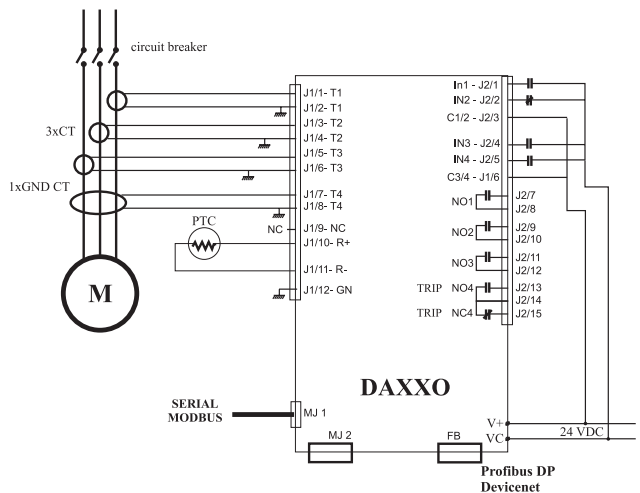 circuit breaker
3xCT
1xGND CT
PTC
NC
M
J1/1- T1
J1/2- T1
J1/3- T2
J1/4- T2
J1/5- T3
J1/6- T3
J1/7- T4
J1/8- T4
J1/9- NC
J1/10- R+
J1/11- R-
J1/12- GN
In1 - J2/1
IN2 - J2/2
C1/2 - J2/3
IN3 - J2/4
IN4 - J2/5
C3/4 - J1/6
NO1
J2/7
J2/8
NO2
J2/9
J2/10
NO3
J2/11
J2/12
TRIP NO4
J2/13
J2/14
TRIP NC4
J2/15
DAXXO
SERIAL
MODBUS
MJ 1
MJ 2
FB
V+
VC
24 VDC
Profibus DP
Devicenet